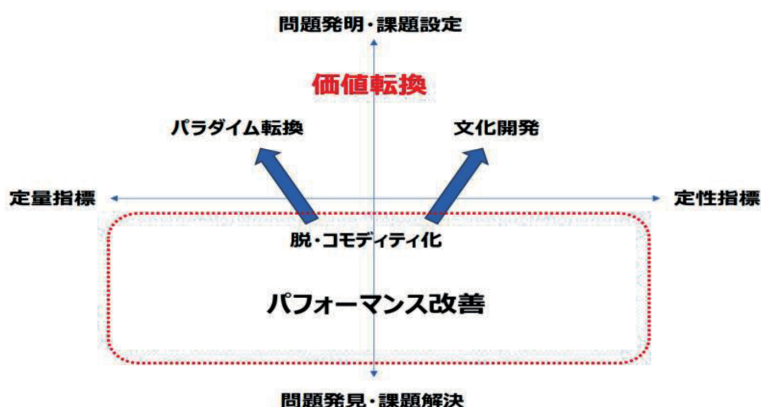 問題発明・課題設定
価値転換
パラダイム転換
文化開発
定量指標
定性指標
脱・コモディティ化
パフォーマンス改善
問題発見・課題解決